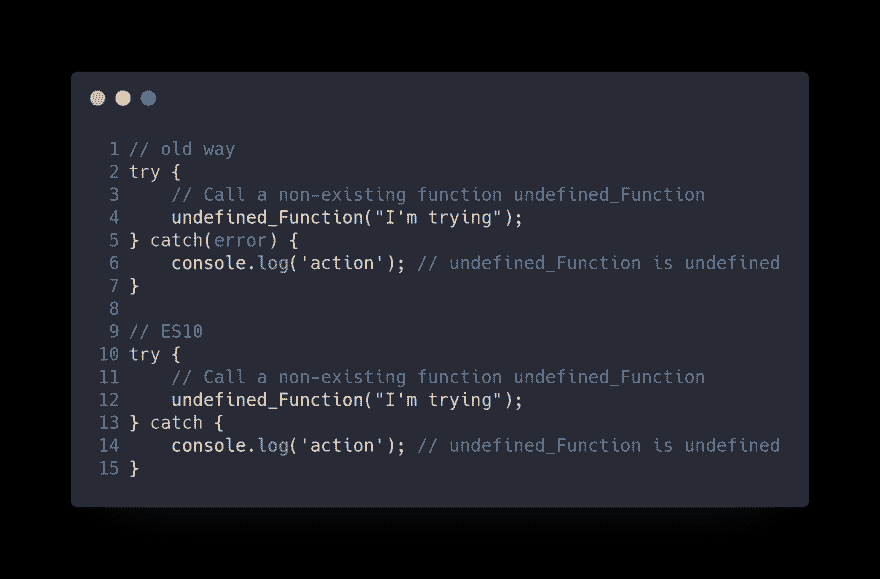 1 // old way
2 try {
3     // Call a non-existing function undefined_Function
4     undefined_Function("I'm trying");
5 } catch(error) {
6     console.log('action'); // undefined_Function is undefined
7 }
8
9 // ES10
10 try {
11     // Call a non-existing function undefined_Function
12     undefined_Function("I'm trying");
13 } catch {
14     console.log('action'); // undefined_Function is undefined
15 }